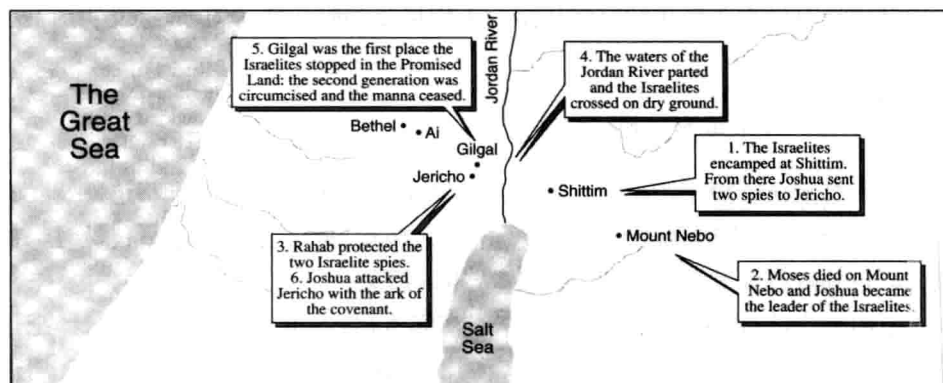 The
Great
Sea
5. Gilgal was the first place the
Israelites stopped in the Promised
Land: the second generation was
circumcised and the manna ceased.
Jordan River
4. The waters of the
Jordan River parted
and the Israelites
crossed on dry ground.
Bethel
Ai
Gilgal
Jericho
1. The Israelites
encamped at Shittim.
From there Joshua sent
two spies to Jericho.
Shittim
Mount Nebo
3. Rahab protected the
two Israelite spies.
6. Joshua attacked
Jericho with the ark of
the covenant.
2. Moses died on Mount
Nebo and Joshua became
the leader of the Israelites.
Salt
Sea